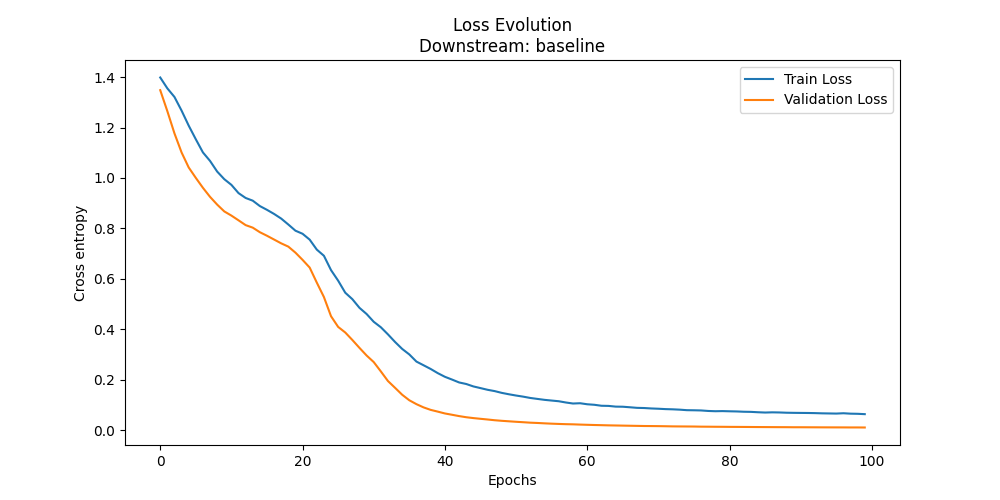 Loss Evolution
Downstream: baseline
Train Loss
Validation Loss
Cross entropy
1.4
1.2
1.0
0.8
0.6
0.4
0.2
0.0
0 20 40 60 80 100
Epochs